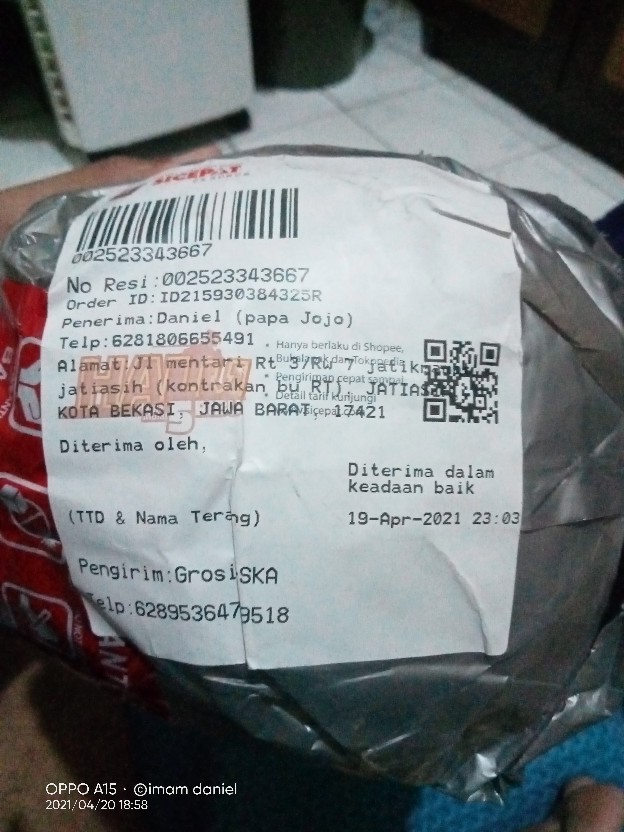 SICEPAT
002523343667
No Resi:002523343667
Order ID:ID215930384325R
Penerima:Daniel (papa Jojo)
Telp:6281806655491
Alamat:Jl mentari Rt 3/Rw 7 jatikr
jatiasih (kontrakan bu RT), JATIAS
KOTA BEKASI, JAWA BARAT, 17421
Hanya berlaku di Shopee,
Bukalapak dan Tokopedia
Pengiriman cepat sampai
Detail tarif kunjungi
Diterima oleh,
Diterima dalam
keadaan baik
(TTD & Nama Terang)
19-Apr-2021 23:03
Pengirim:GrosiSKA
Telp:6289536479518
OPPO A15 · ©imam daniel
2021/04/20 18:58